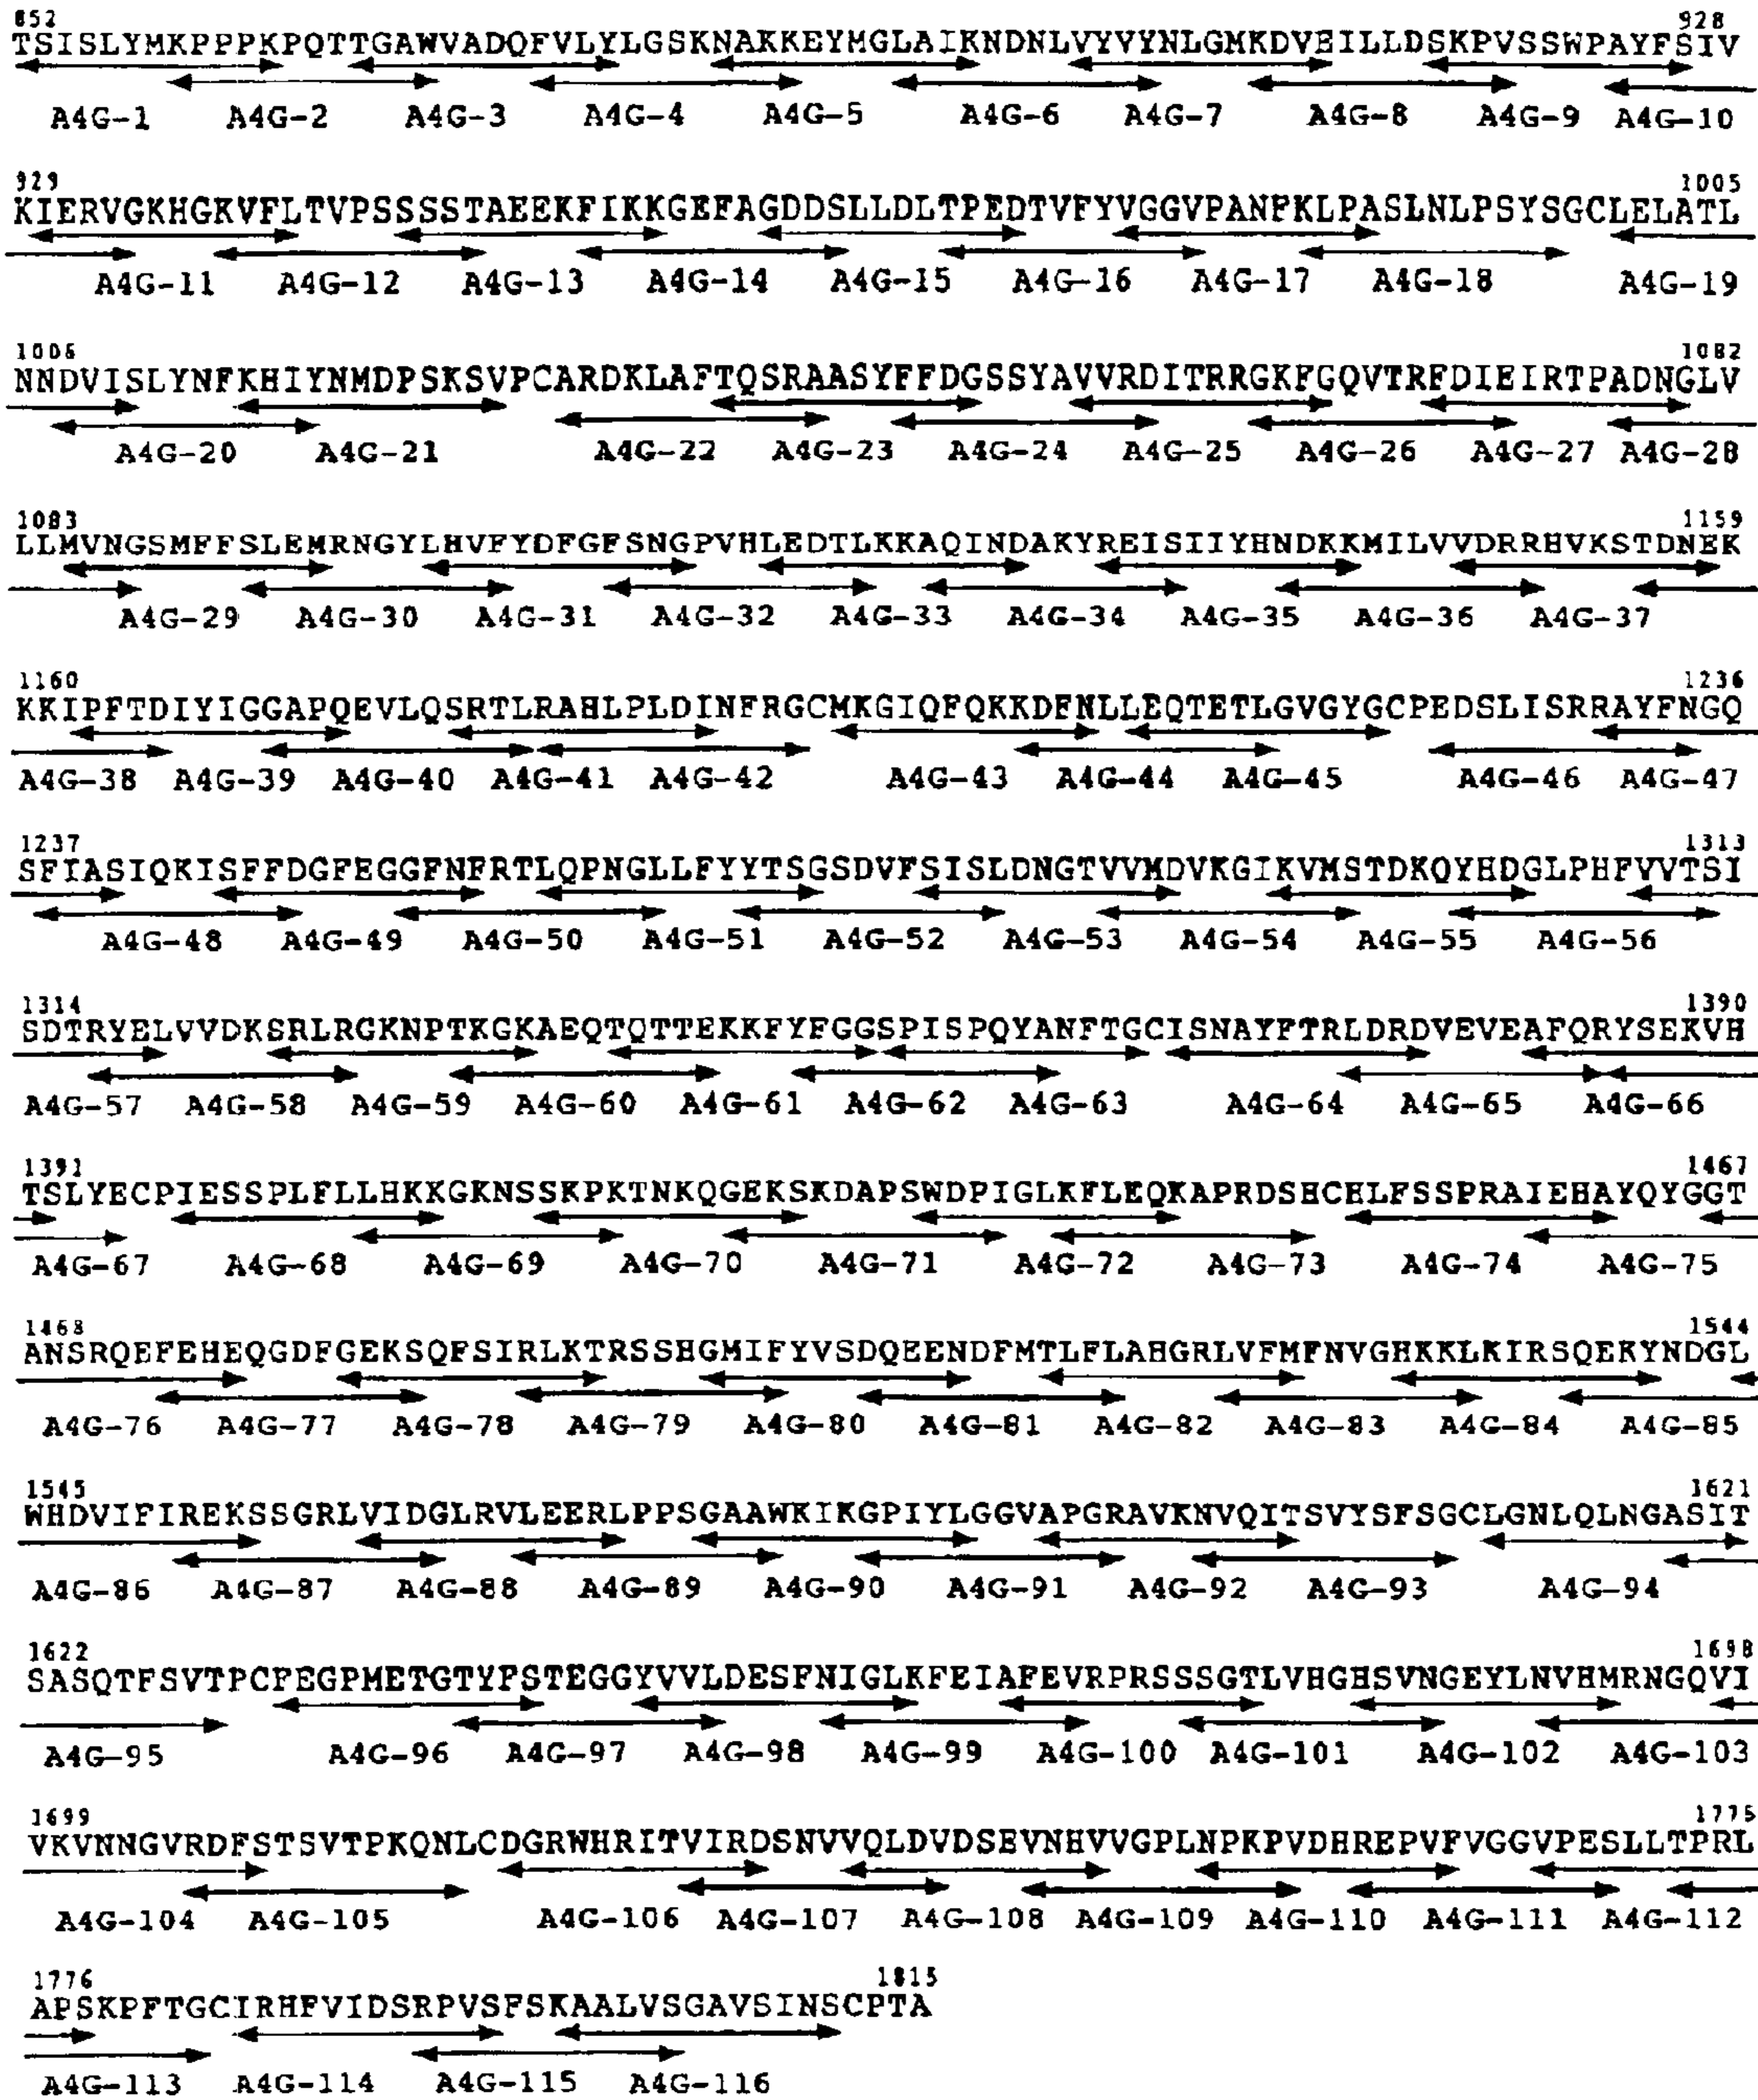 852 928
TSISLYMKPPPKPQTTGAWVADQFVLYLGSKNAKKEYMGLAIKNDNLVYVYNLGMKDVEILLDSKPVSSWPAYFSIV
A4G-1 A4G-2 A4G-3 A4G-4 A4G-5 A4G-6 A4G-7 A4G-8 A4G-9 A4G-10
929 1005
KIERVGKHGKVFLTVPSSSSTAEEKFIKKGEFAGDDSLLDLTPEDTVFYVGGVPANFKLPASLNLPSYSGCLELATL
A4G-11 A4G-12 A4G-13 A4G-14 A4G-15 A4G-16 A4G-17 A4G-18 A4G-19
1006 1082
NNDVISLYNFKHIYNMDPSKSVPCARDKLAFTQSRAASYFFDGSSYAVVRDITRRGKFGQVTRFDIEIRTPADNGLV
A4G-20 A4G-21 A4G-22 A4G-23 A4G-24 A4G-25 A4G-26 A4G-27 A4G-28
1083 1159
LLMVNGSMFFSLEMRNGYLHVFYDFGFSNGPVHLEDTLKKAQINDAKYREISIIYHNDKKMILVVDRRHVKSTDNEK
A4G-29 A4G-30 A4G-31 A4G-32 A4G-33 A4G-34 A4G-35 A4G-36 A4G-37
1160 1236
KKIPFTDIYIGGAPQEVLQSRTLRAHLPLDINFRGCMKGIQFQKKDFNLLEQTETLGVGYGCPEDSLISRRAYFNGQ
A4G-38 A4G-39 A4G-40 A4G-41 A4G-42 A4G-43 A4G-44 A4G-45 A4G-46 A4G-47
1237 1313
SFIASIQKISFFDGFEGGFNFRTLQPNGLLFYYTSGSDVFSISLDNGTVVMDVKGIKVMSTDKQYHDGLPHFVVTSI
A4G-48 A4G-49 A4G-50 A4G-51 A4G-52 A4G-53 A4G-54 A4G-55 A4G-56
1314 1390
SDTRYELVVDKSRLRGKNPTKGKAEQTQTTEKKFYFGGSPISPQYANFTGCISNAYFTRLDRDVEVEAFQRYSEKVH
A4G-57 A4G-58 A4G-59 A4G-60 A4G-61 A4G-62 A4G-63 A4G-64 A4G-65 A4G-66
1391 1467
TSLYECPIESSPLFLLHKKGKNSSKPKTNKQGEKSKDAPSWDPIGLKFLEQKAPRDSHCHLFSSPRAIEHAYQYGGT
A4G-67 A4G-68 A4G-69 A4G-70 A4G-71 A4G-72 A4G-73 A4G-74 A4G-75
1468 1544
ANSRQEFEHEQGDFGEKSQFSIRLKTRSSHGMIFYVSDQEENDFMTLFLAHGRLVFMFNVGHKKLKIRSQEKYNDGL
A4G-76 A4G-77 A4G-78 A4G-79 A4G-80 A4G-81 A4G-82 A4G-83 A4G-84 A4G-85
1545 1621
WHDVIFIREKSSGRLVIDGLRVLEERLPPSGAAWKIKGPIYLGGVAPGRAVKNVQITSVYSFSGCLGNLQLNGASIT
A4G-86 A4G-87 A4G-88 A4G-89 A4G-90 A4G-91 A4G-92 A4G-93 A4G-94
1622 1698
SASQTFSVTPCFEGPMETGTYFSTEGGYVVLDESFNIGLKFEIAFEVRPRSSSGTLVHGHSVNGEYLNVHMRNGQVI
A4G-95 A4G-96 A4G-97 A4G-98 A4G-99 A4G-100 A4G-101 A4G-102 A4G-103
1699 1775
VKVNNGVRDFSTSVTPKQNLCDGRWHRITVIRDSNVVQLDVDSEVNHVVGPLNPKPVDHREPVFVGGVPESLLTPRL
A4G-104 A4G-105 A4G-106 A4G-107 A4G-108 A4G-109 A4G-110 A4G-111 A4G-112
1776 1815
APSKPFTGCIRHFVIDSRPVSFSKAALVSGAVSINSCPTA
A4G-113 A4G-114 A4G-115 A4G-116